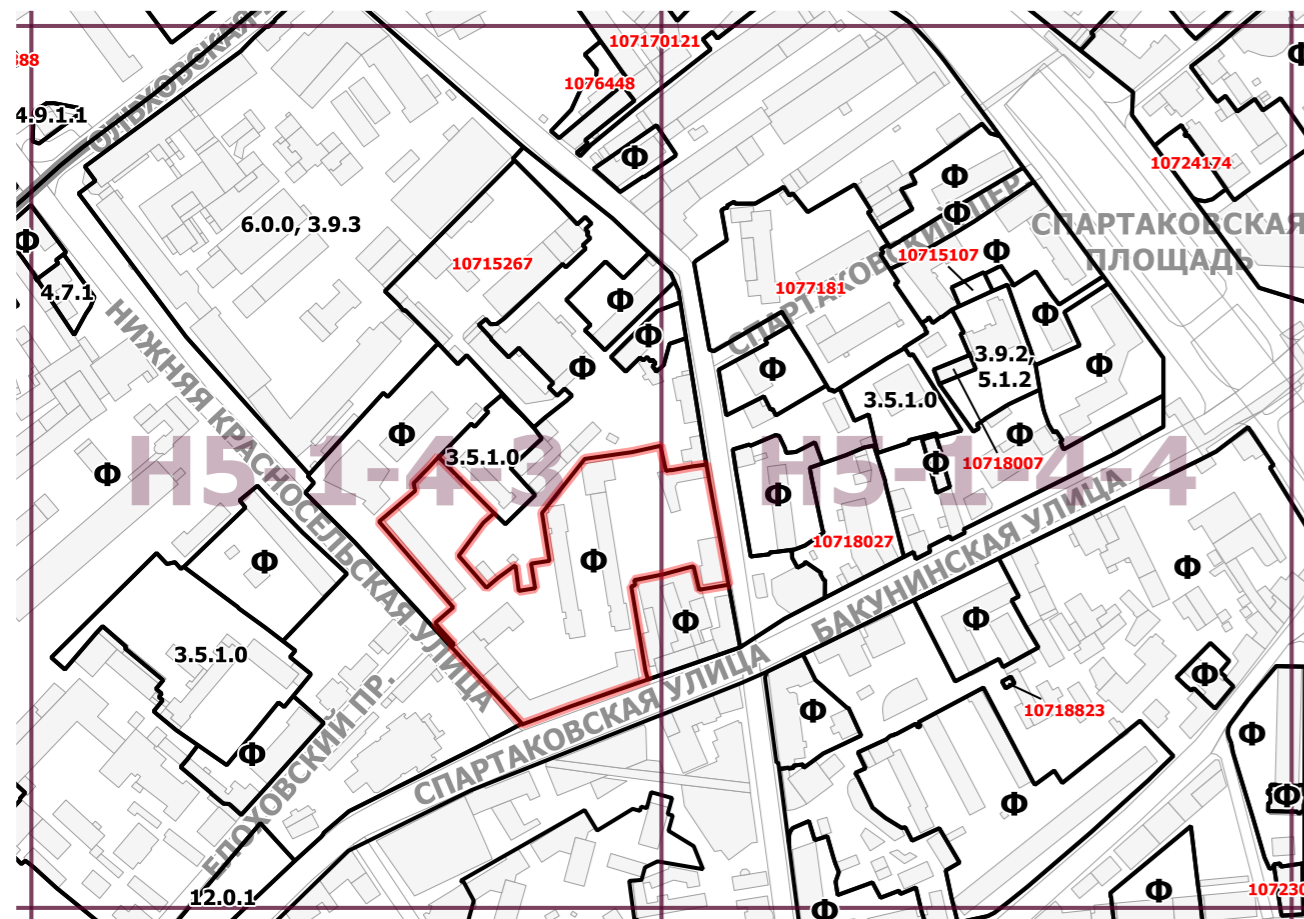 107170121
388
1076448
4.9.1.1
ОЛЬХОВСКАЯ
Ф
Ф
10724174
Ф
6.0.0, 3.9.3
СПАРТАКОВСКИЙ ПЕР
Ф
СПАРТАКОВСКАЯ
ПЛОЩАДЬ
Ф
Ф
10715107
10715267
4.7.1
1077181
Ф
Ф
НИЖНЯЯ КРАСНОСЕЛЬСКАЯ УЛИЦА
Ф
3.9.2,
5.1.2
Ф
Ф
Ф
3.5.1.0
Ф
Ф
3.5.1.0
10718007
Ф
Ф
Н5-1-4-3
Н5-1-4-4
Ф
10718027
Ф
Ф
Ф
БАКУНИНСКАЯ УЛИЦА
Ф
Ф
3.5.1.0
СПАРТАКОВСКАЯ УЛИЦА
Ф
10718823
Ф
Ф
Ф
ЕЛОХОВСКИЙ ПР.
Ф
Ф
12.0.1
Ф
107230
Ф